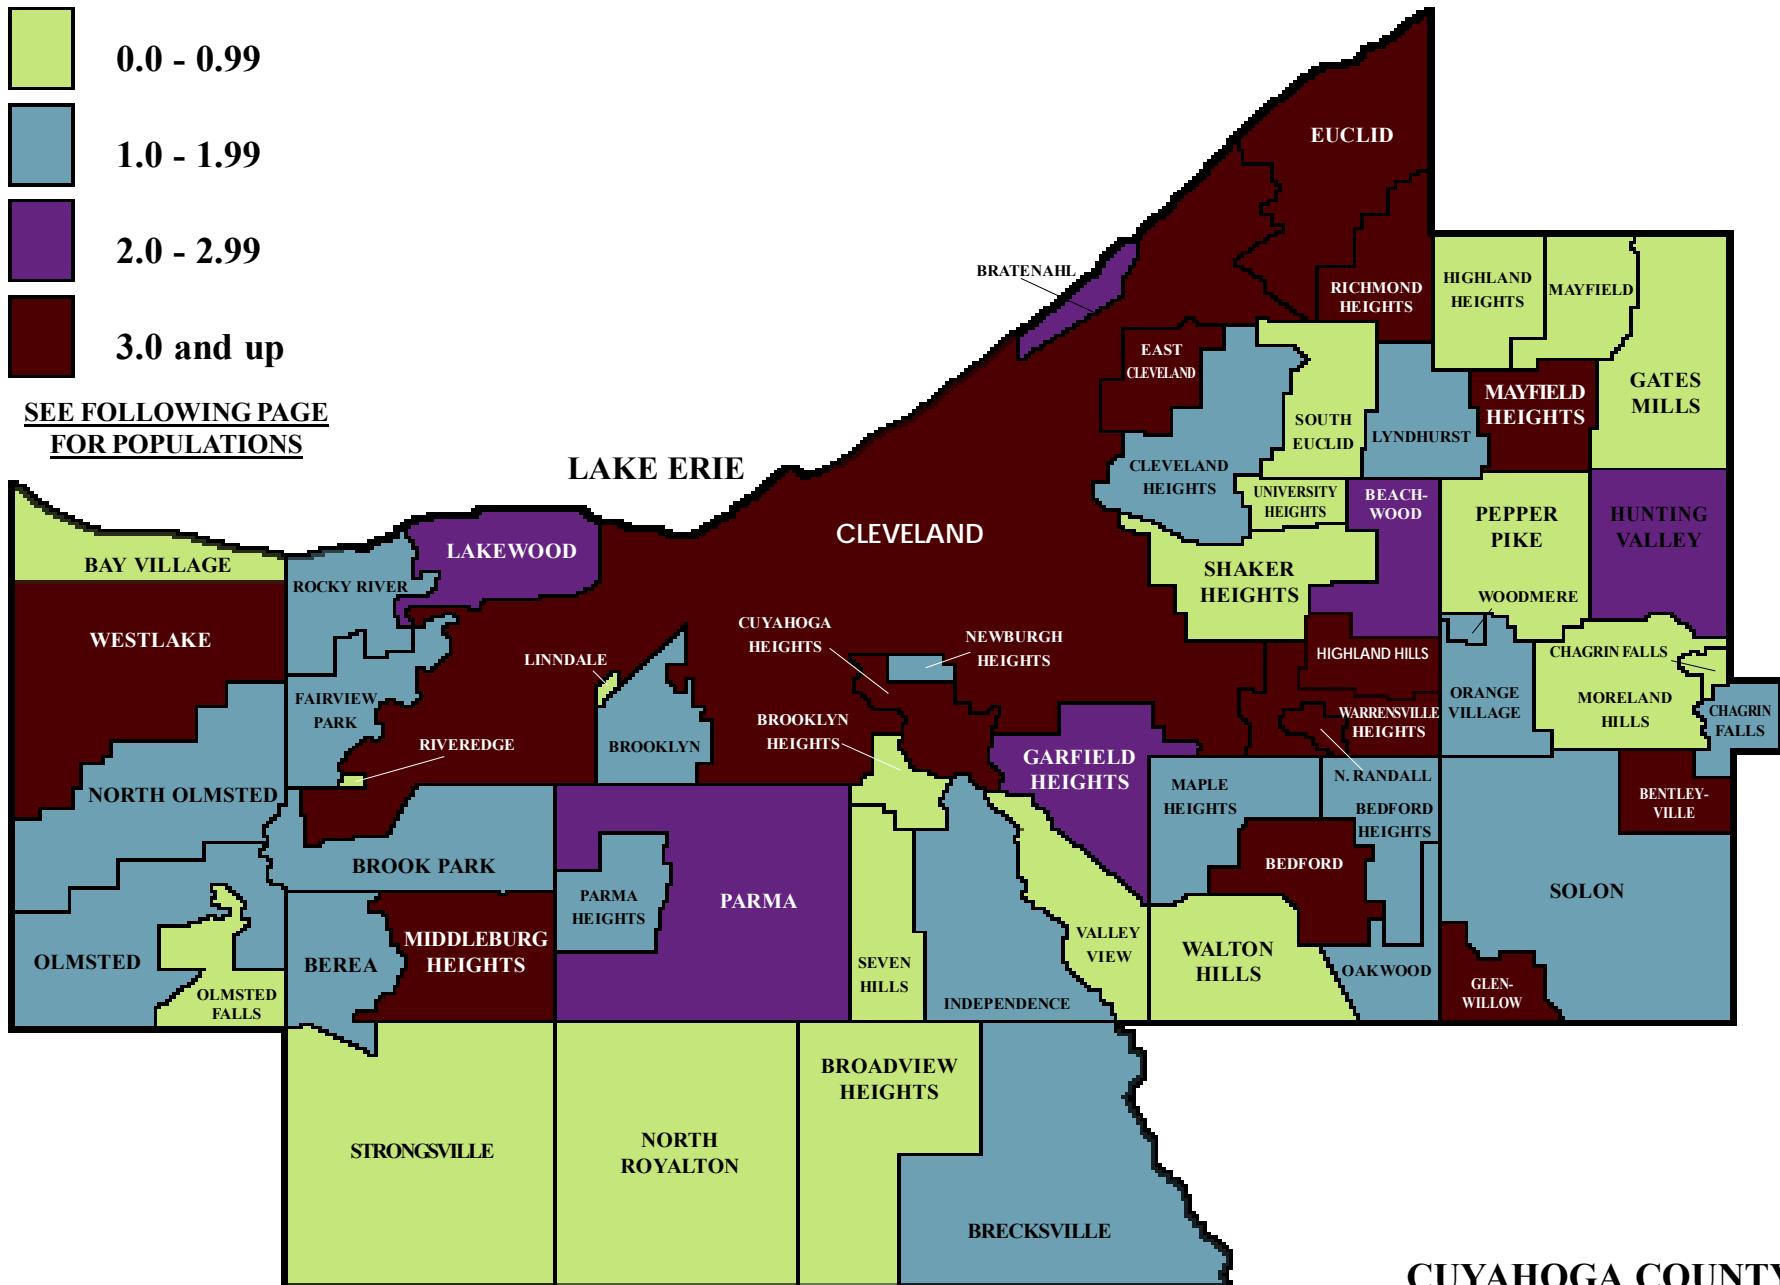 0.0 - 0.99
1.0 - 1.99
2.0 - 2.99
3.0 and up
SEE FOLLOWING PAGE
FOR POPULATIONS
LAKE ERIE
EUCLID
BRATENAHL
RICHMOND
HEIGHTS
HIGHLAND
HEIGHTS
MAYFIELD
EAST
CLEVELAND
GATES
MILLS
MAYFIELD
HEIGHTS
SOUTH
EUCLID
LYNDHURST
CLEVELAND
HEIGHTS
UNIVERSITY
HEIGHTS
BEACH-
WOOD
PEPPER
PIKE
HUNTING
VALLEY
CLEVELAND
LAKEWOOD
BAY VILLAGE
ROCKY RIVER
SHAKER
HEIGHTS
WOODMERE
WESTLAKE
CUYAHOGA
HEIGHTS
NEWBURGH
HEIGHTS
LINNDALE
HIGHLAND HILLS
CHAGRIN FALLS
FAIRVIEW
PARK
ORANGE
VILLAGE
MORELAND
HILLS
CHAGRIN
FALLS
BROOKLYN
HEIGHTS
WARRENSVILLE
HEIGHTS
RIVEREDGE
BROOKLYN
GARFIELD
HEIGHTS
N. RANDALL
NORTH OLMSTED
MAPLE
HEIGHTS
BEDFORD
HEIGHTS
BENTLEY-
VILLE
BROOK PARK
BEDFORD
SOLON
PARMA
HEIGHTS
PARMA
MIDDLEBURG
HEIGHTS
VALLEY
VIEW
WALTON
HILLS
OLMSTED
BEREA
SEVEN
HILLS
OAKWOOD
GLEN-
WILLOW
OLMSTED
FALLS
INDEPENDENCE
BROADVIEW
HEIGHTS
STRONGSVILLE
NORTH
ROYALTON
BRECKSVILLE
CUYAHOGA COUNTY